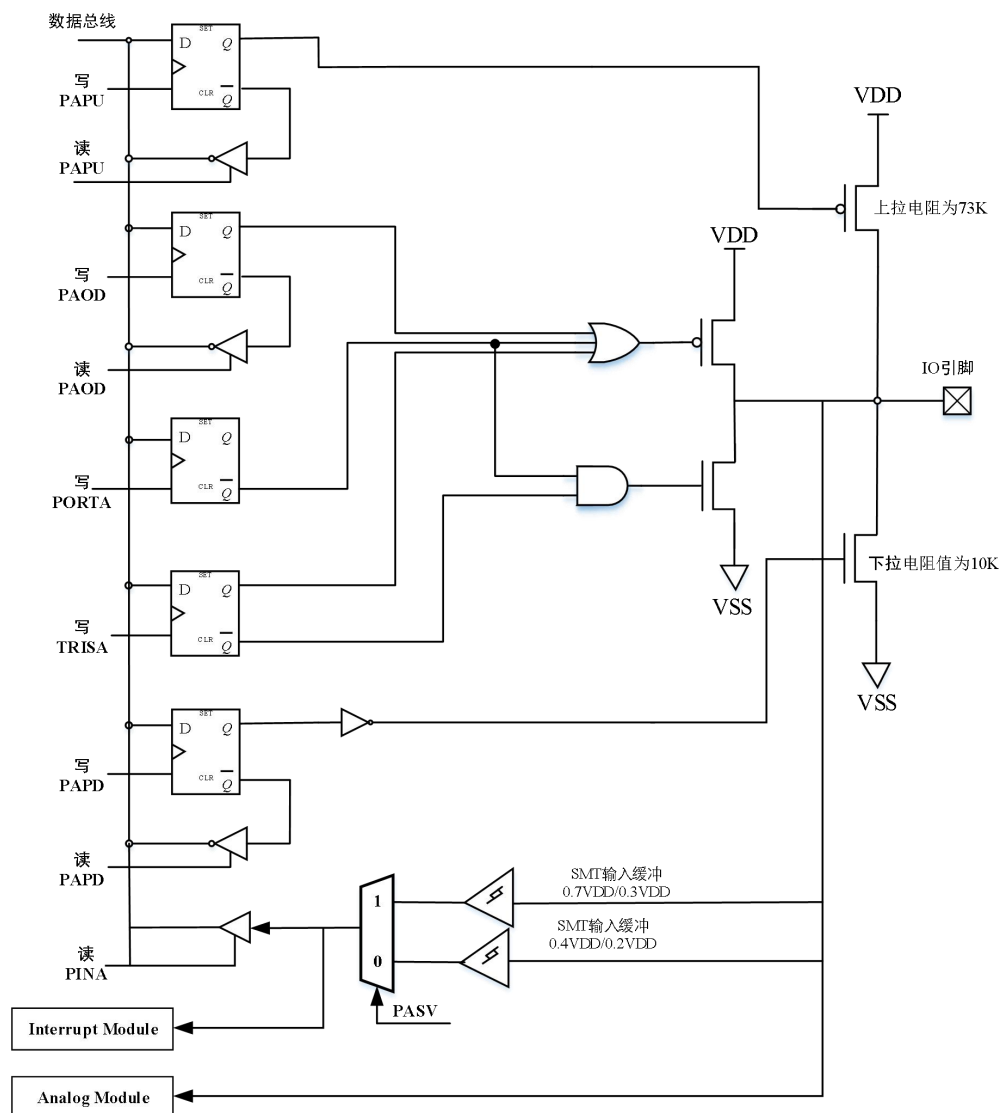 数据总线
SET
D
Q
写
PAPU
CLR
Q
读
PAPU
VDD
上拉电阻为73K
SET
D
Q
写
PAOD
CLR
Q
读
PAOD
VDD
IO引脚
SET
D
Q
写
PORTA
CLR
Q
下拉电阻值为10K
SET
D
Q
写
TRISA
CLR
Q
VSS
VSS
SET
D
Q
写
PAPD
CLR
Q
读
PAPD
SMT输入缓冲
0.7VDD/0.3VDD
1
SMT输入缓冲
0.4VDD/0.2VDD
0
读
PINA
PASV
Interrupt Module
Analog Module